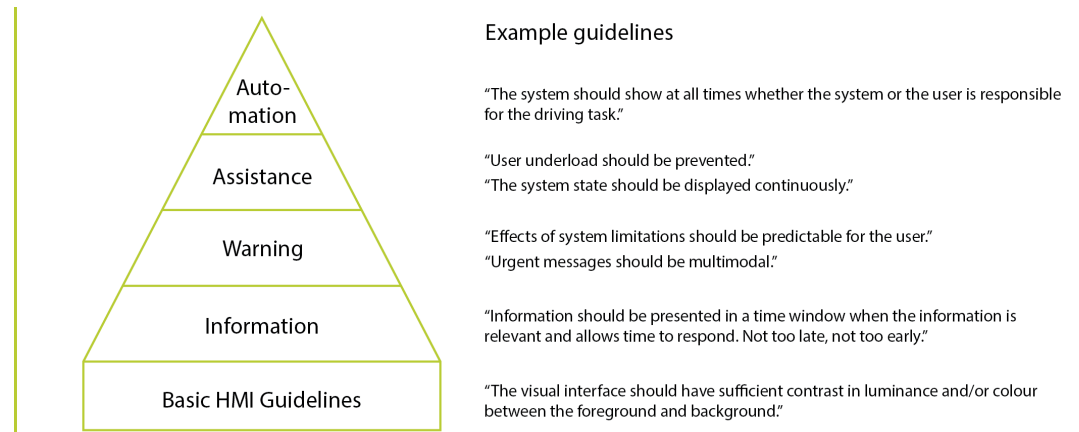 Example guidelines
Auto-
mation
“The system should show at all times whether the system or the user is responsible
for the driving task.”
Assistance
“User underload should be prevented.”
“The system state should be displayed continuously.”
Warning
“Effects of system limitations should be predictable for the user.”
“Urgent messages should be multimodal.”
Information
“Information should be presented in a time window when the information is
relevant and allows time to respond. Not too late, not too early.”
Basic HMI Guidelines
“The visual interface should have sufficient contrast in luminance and/or colour
between the foreground and background.”